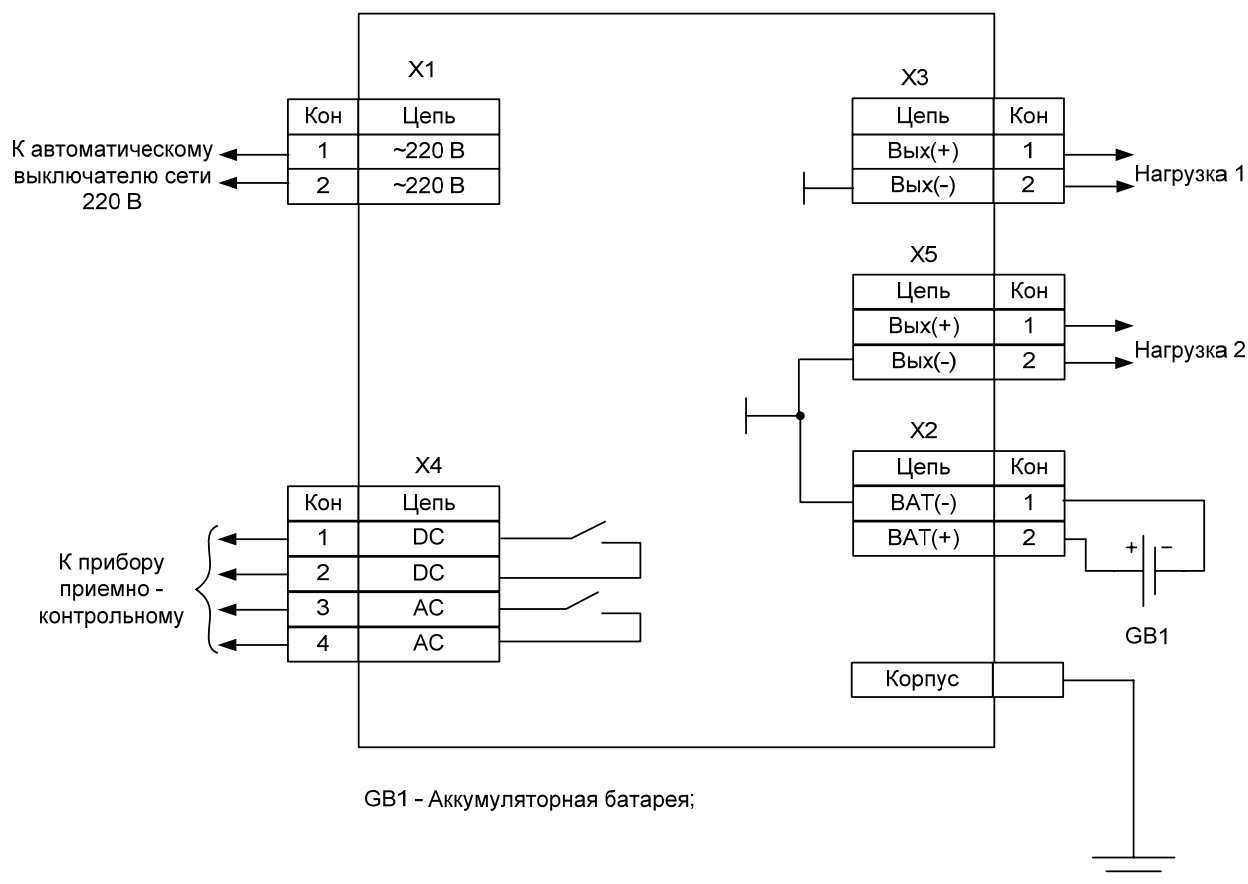 X1
Кон Цепь
1 ~220 В
2 ~220 В
К автоматическому
выключателю сети
220 В
X3
Цепь Кон
Вых(+) 1
Вых(-) 2
Нагрузка 1
X5
Цепь Кон
Вых(+) 1
Вых(-) 2
Нагрузка 2
X4
Кон Цепь
1 DC
2 DC
3 AC
4 AC
К прибору
приемно -
контрольному
X2
Цепь Кон
BAT(-) 1
BAT(+) 2
+ –
GB1
Корпус
GB1 - Аккумуляторная батарея;